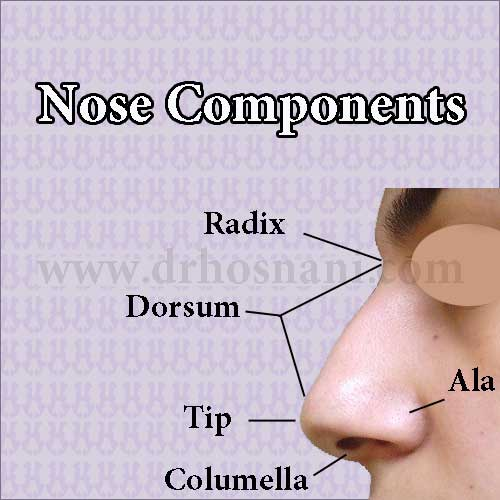 Nose Components
Radix
www.drhosnani.com
Dorsum
Ala
Tip
Columella